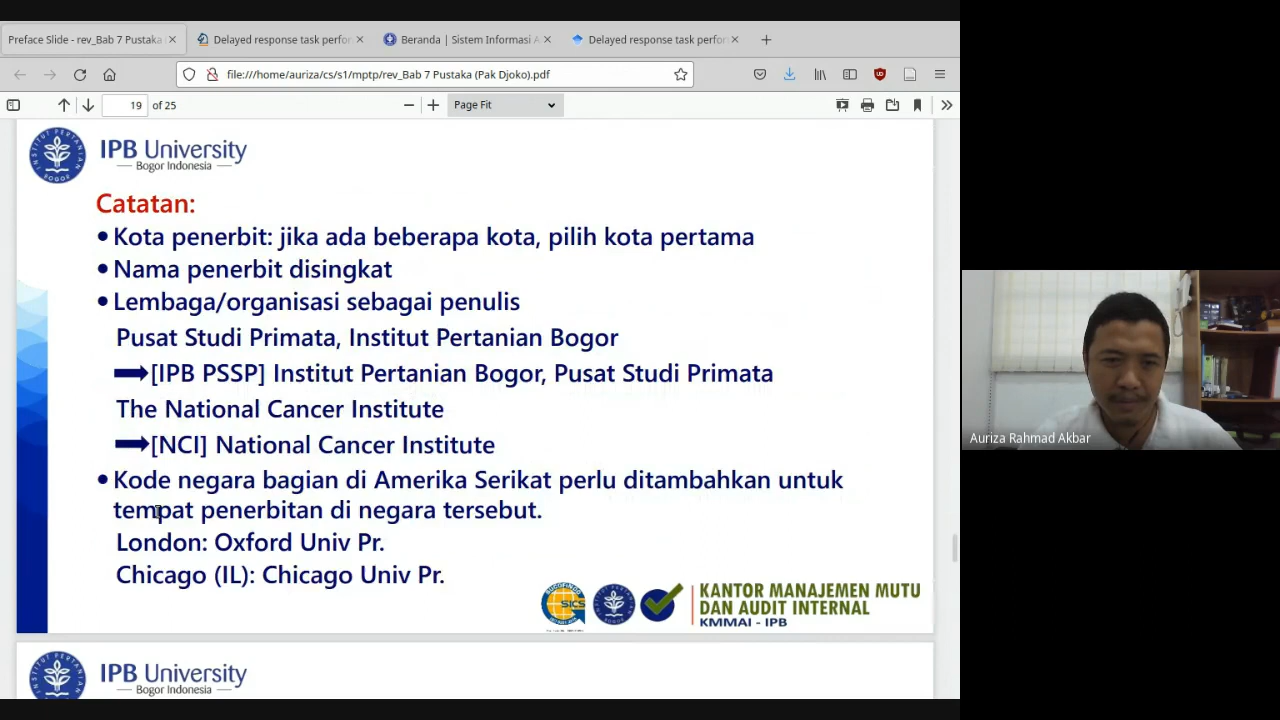 Preface Slide - rev_Bab 7 Pustaka
Delayed response task perfor
Beranda | Sistem Informasi A
Delayed response task perfor
file:///home/auriza/cs/s1/mptp/rev_Bab 7 Pustaka (Pak Djoko).pdf
19 of 25
Page Fit
IPB University
Bogor Indonesia
Catatan:
• Kota penerbit: jika ada beberapa kota, pilih kota pertama
• Nama penerbit disingkat
• Lembaga/organisasi sebagai penulis
Pusat Studi Primata, Institut Pertanian Bogor
➡[IPB PSSP] Institut Pertanian Bogor, Pusat Studi Primata
The National Cancer Institute
➡[NCI] National Cancer Institute
• Kode negara bagian di Amerika Serikat perlu ditambahkan untuk
tempat penerbitan di negara tersebut.
London: Oxford Univ Pr.
Chicago (IL): Chicago Univ Pr.
SICS
KANTOR MANAJEMEN MUTU
DAN AUDIT INTERNAL
KMMAI - IPB
IPB University
Bogor Indonesia
Auriza Rahmad Akbar